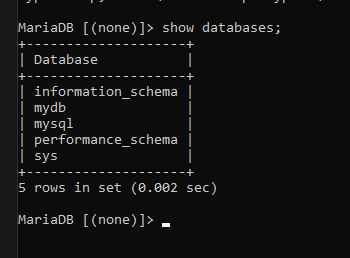 MariaDB [(none)]> show databases;
+--------------------+
| Database           |
+--------------------+
| information_schema |
| mydb               |
| mysql              |
| performance_schema |
| sys                |
+--------------------+
5 rows in set (0.002 sec)
MariaDB [(none)]>